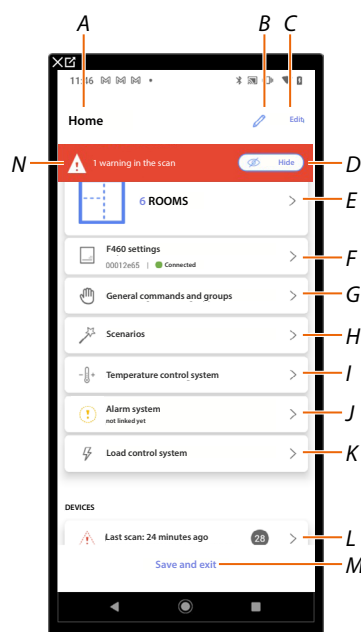 A B C
11:46
Home
Edit
N 1 warning in the scan Hide D
6 ROOMS E
F460 settings
00012e65 | Connected F
General commands and groups G
Scenarios H
Temperature control system I
Alarm system
not linked yet J
Load control system K
DEVICES
Last scan: 24 minutes ago 28 L
Save and exit M